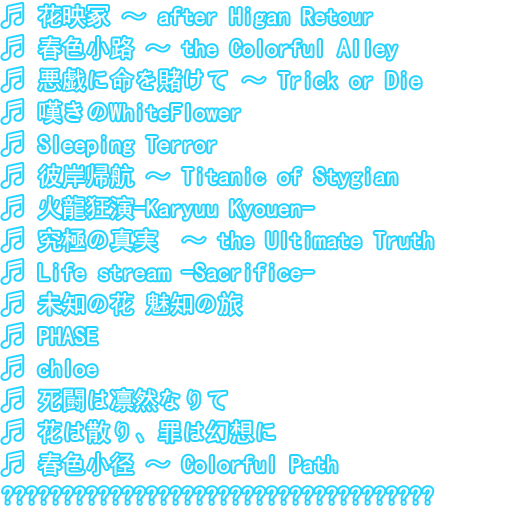 ♬ 花映冢 ～ after Higan Retour
♬ 春色小路 ～ the Colorful Alley
♬ 悪戯に命を賭けて ～ Trick or Die
♬ 嘆きのWhiteFlower
♬ Sleeping Terror
♬ 彼岸帰航 ～ Titanic of Stygian
♬ 火龍狂演-Karyuu Kyouen-
♬ 究極の真実　～ the Ultimate Truth
♬ Life stream -Sacrifice-
♬ 未知の花 魅知の旅
♬ PHASE
♬ chloe
♬ 死闘は凛然なりて
♬ 花は散り、罪は幻想に
♬ 春色小径 ～ Colorful Path
????????????????????????????????????